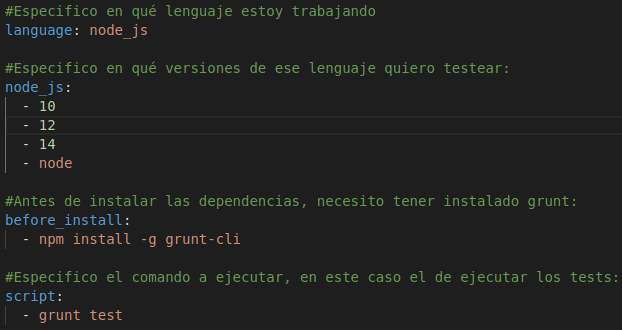 #Especifico en qué lenguaje estoy trabajando
language: node_js
#Especifico en qué versiones de ese lenguaje quiero testear:
node_js:
- 10
- 12
- 14
- node
#Antes de instalar las dependencias, necesito tener instalado grunt:
before_install:
- npm install -g grunt-cli
#Especifico el comando a ejecutar, en este caso el de ejecutar los tests:
script:
- grunt test